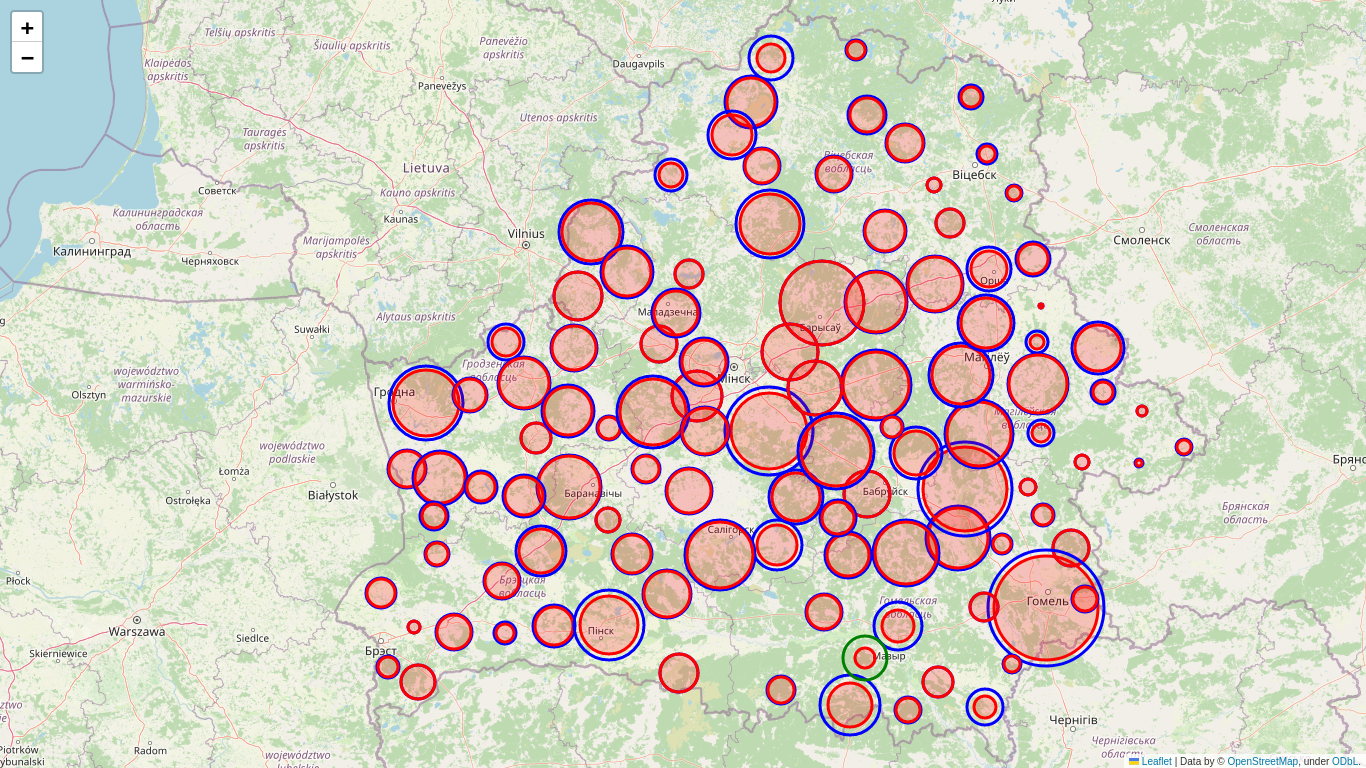 +
−
Telšių apskritis
Šiaulių apskritis
Panevėžio
apskritis
Луки
Klaipėdos
apskritis
Daugavpils
Panevėžys
Utenos apskritis
Tauragės
apskritis
Lietuva
Віцебская
вобласць
Віцебск
Советск
Kauno apskritis
Калининградская
область
Kaunas
Vilnius
Marijampolės
apskritis
Смоленск
Смоленская
область
Калининград
Черняховск
Орша
Alytaus apskritis
Маладзечна
Suwałki
Барысаў
Магілёў
Гродзенская
вобласць
Мінск
województwo
warmińsko-
mazurskie
Olsztyn
Гродна
Магілёўская
вобласць
województwo
podlaskie
Брянск
Łomża
Ostrołęka
Białystok
Баранавічы
Бабруйск
Брянская
область
Салігорск
Płock
Брэсцкая
вобласць
Гомель
Гомельская
вобласць
Warszawa
Siedlce
Пінск
Skierniewice
Брэст
Мазыр
Чернігів
Piotrków
Radom
województwo
lubelskie
Чернігівська
область
Leaflet | Data by © OpenStreetMap, under ODbL.